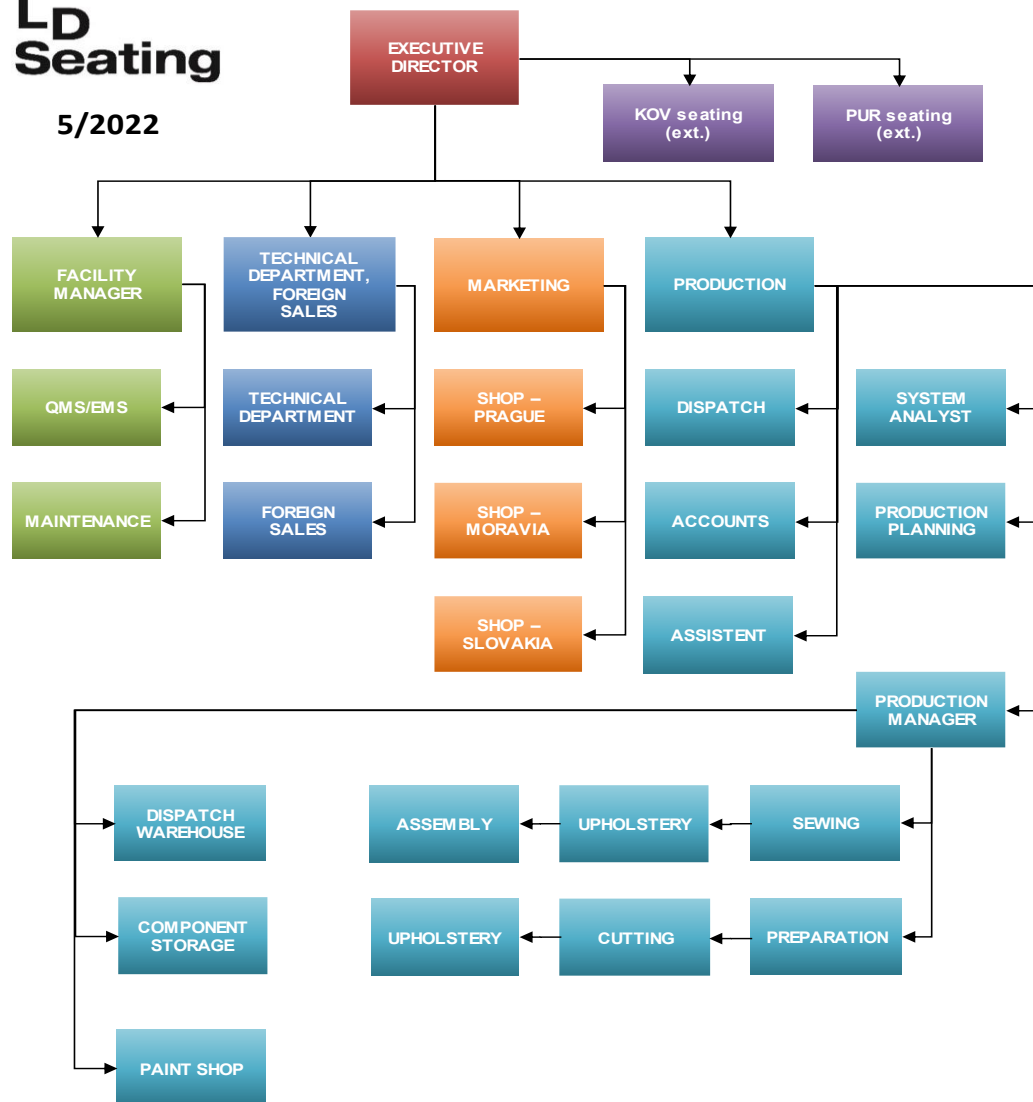 LD
Seating
5/2022
EXECUTIVE
DIRECTOR
KOV seating
(ext.)
PUR seating
(ext.)
FACILITY
MANAGER
TECHNICAL
DEPARTMENT,
FOREIGN
SALES
MARKETING
PRODUCTION
QMS/EMS
TECHNICAL
DEPARTMENT
SHOP –
PRAGUE
DISPATCH
SYSTEM
ANALYST
MAINTENANCE
FOREIGN
SALES
SHOP –
MORAVIA
ACCOUNTS
PRODUCTION
PLANNING
SHOP –
SLOVAKIA
ASSISTENT
PRODUCTION
MANAGER
DISPATCH
WAREHOUSE
ASSEMBLY
UPHOLSTERY
SEWING
COMPONENT
STORAGE
UPHOLSTERY
CUTTING
PREPARATION
PAINT SHOP